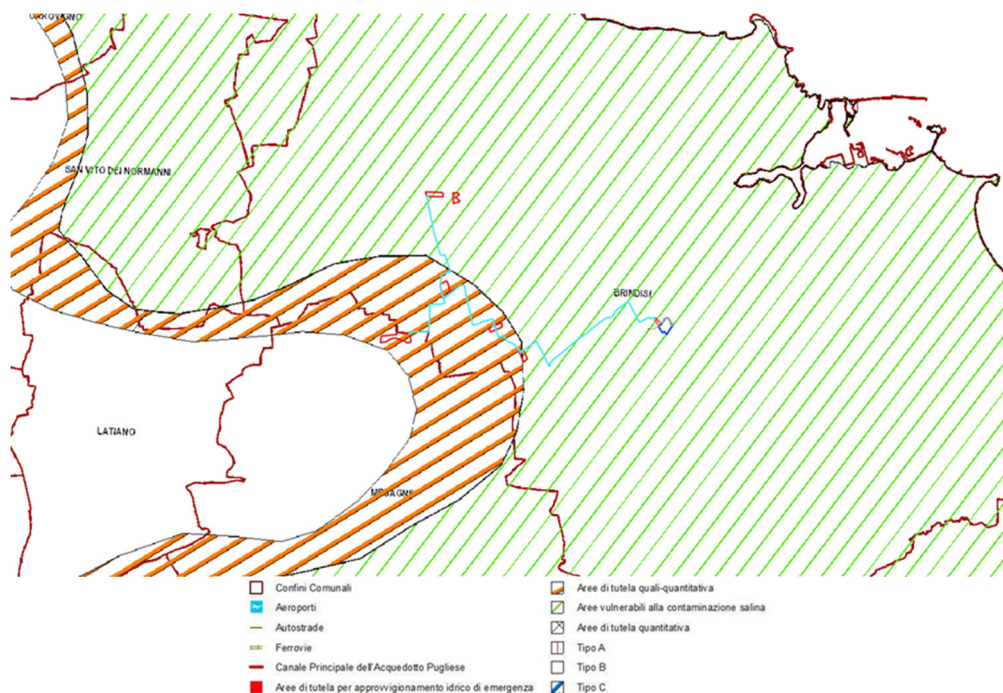 SAN VITO DEI NORMANNI
B
BRINDISI
LATIANO
MESAGNE
Confini Comunali
Aeroporti
Autostrade
Ferrovie
Canale Principale dell'Acquedotto Pugliese
Aree di tutela per approvvigionamento idrico di emergenza
Aree di tutela quali-quantitativa
Aree vulnerabili alla contaminazione salina
Aree di tutela quantitativa
Tipo A
Tipo B
Tipo C